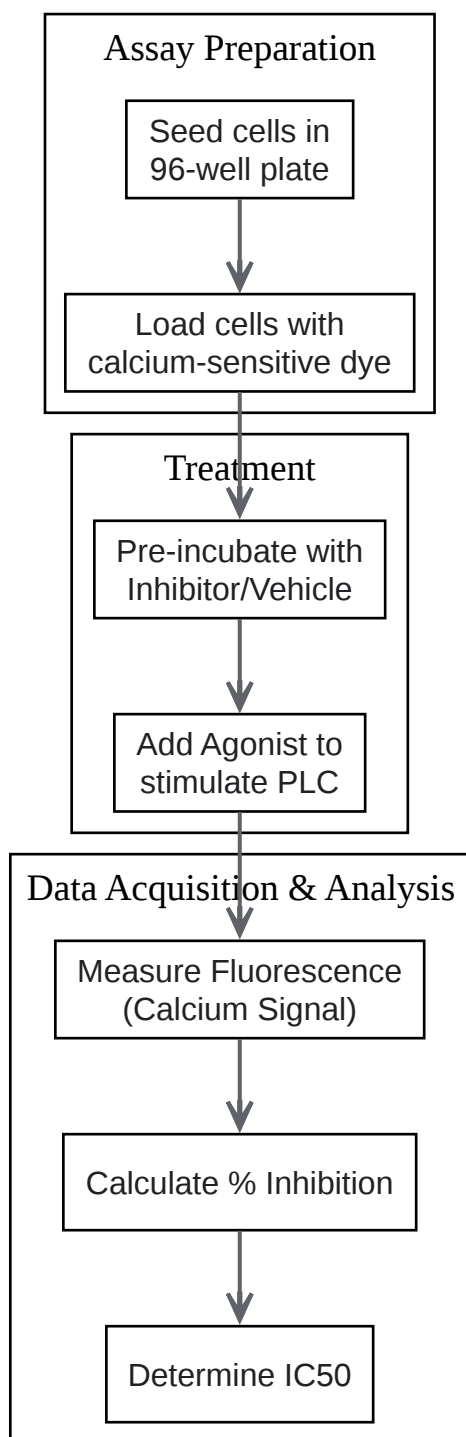 Assay Preparation
Seed cells in
96-well plate
Load cells with
calcium-sensitive dye
Treatment
Pre-incubate with
Inhibitor/Vehicle
Add Agonist to
stimulate PLC
Data Acquisition & Analysis
Measure Fluorescence
(Calcium Signal)
Calculate % Inhibition
Determine IC50